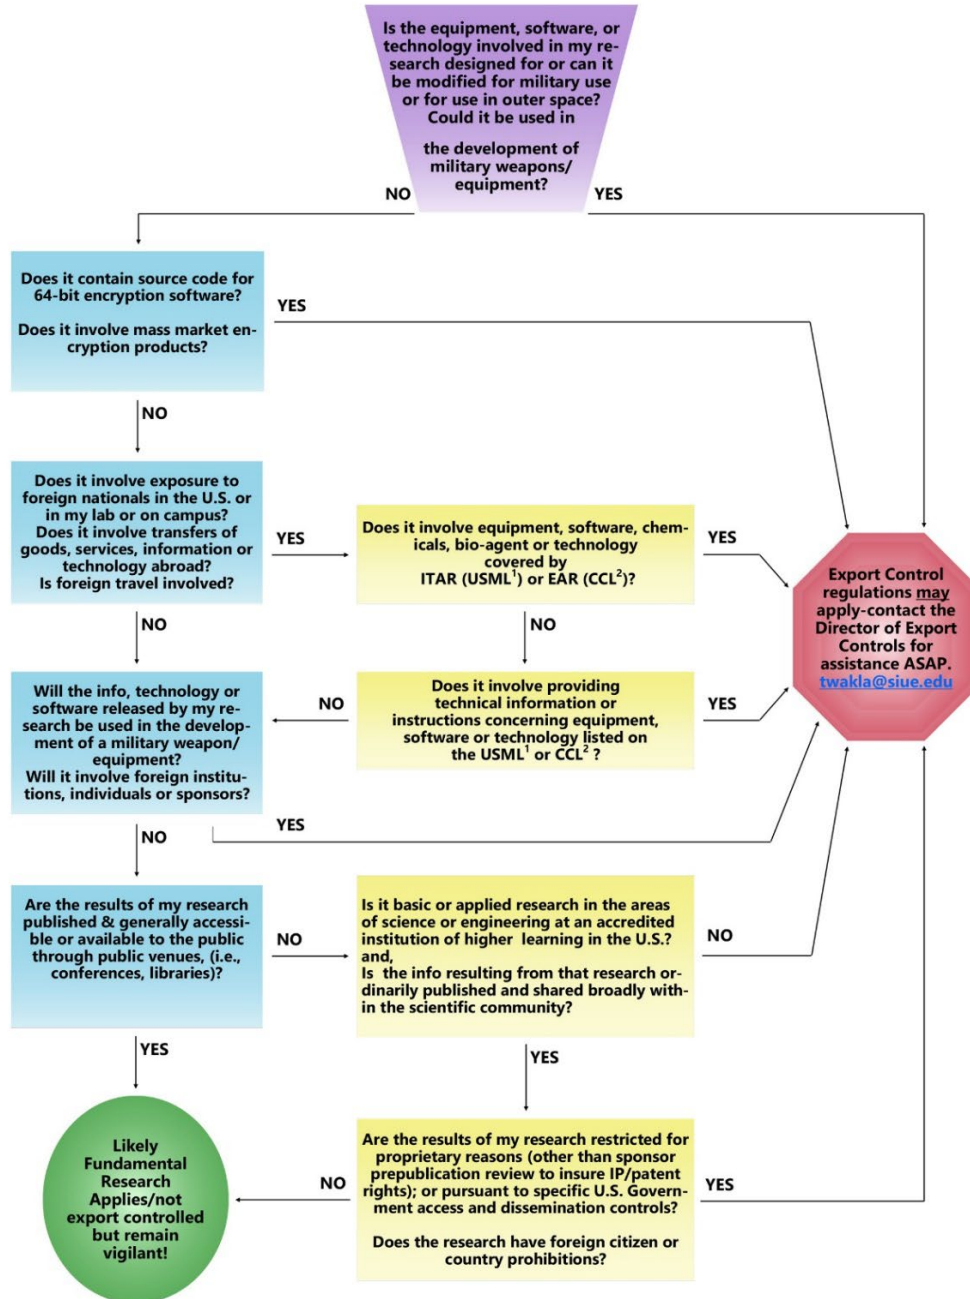 Is the equipment, software, or
technology involved in my re-
search designed for or can it
be modified for military use
or for use in outer space?
Could it be used in
the development of
military weapons/
equipment?
NO
YES
Does it contain source code for
64-bit encryption software?
Does it involve mass market en-
cryption products?
YES
NO
Does it involve exposure to
foreign nationals in the U.S. or
in my lab or on campus?
Does it involve transfers of
goods, services, information or
technology abroad?
Is foreign travel involved?
YES
Does it involve equipment, software, chem-
icals, bio-agent or technology
covered by
ITAR (USML¹) or EAR (CCL²)?
YES
Export Control
regulations may
apply-contact the
Director of Export
Controls for
assistance ASAP.
twakla@siue.edu
NO
NO
Will the info, technology or
software released by my re-
search be used in the develop-
ment of a military weapon/
equipment?
Will it involve foreign institu-
tions, individuals or sponsors?
NO
Does it involve providing
technical information or
instructions concerning equipment,
software or technology listed on
the USML¹ or CCL² ?
YES
YES
NO
Are the results of my research
published & generally accessi-
ble or available to the public
through public venues, (i.e.,
conferences, libraries)?
NO
Is it basic or applied research in the areas
of science or engineering at an accredited
institution of higher learning in the U.S.?
and,
Is the info resulting from that research or-
dinarily published and shared broadly with-
in the scientific community?
NO
YES
YES
Likely
Fundamental
Research
Applies/not
export controlled
but remain
vigilant!
NO
Are the results of my research restricted for
proprietary reasons (other than sponsor
prepublication review to insure IP/patent
rights); or pursuant to specific U.S. Govern-
ment access and dissemination controls?
Does the research have foreign citizen or
country prohibitions?
YES